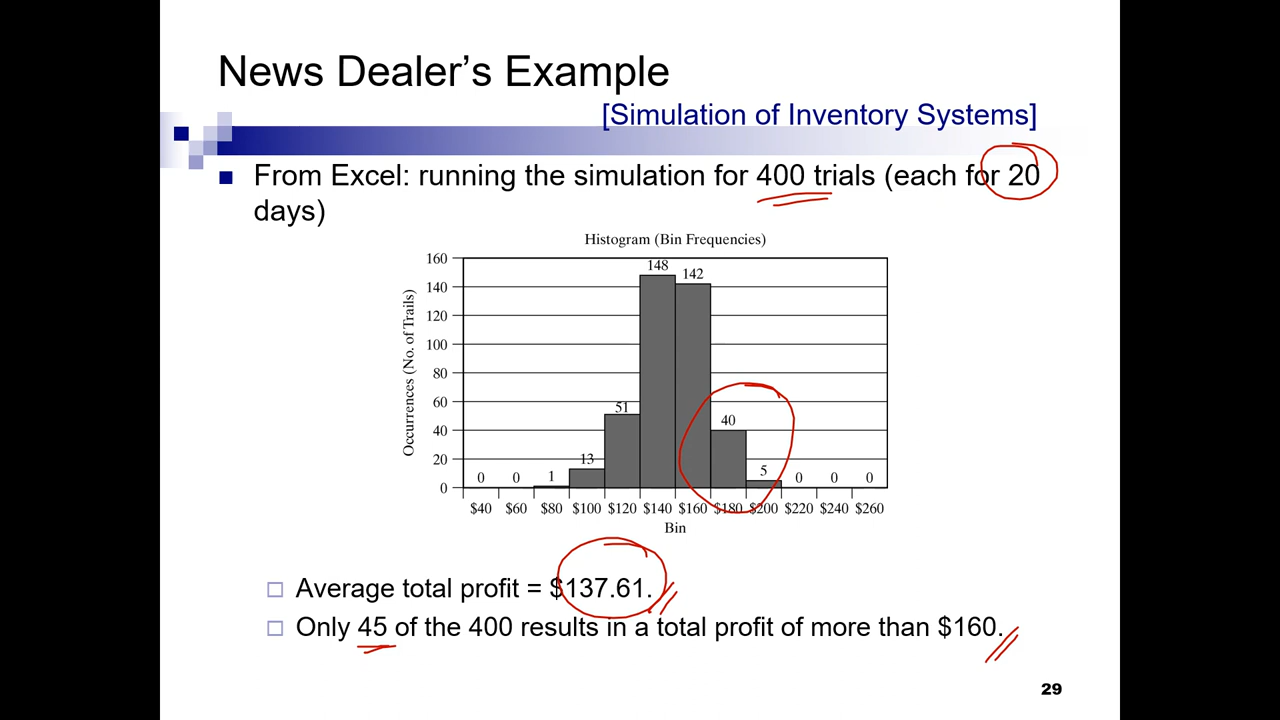 News Dealer’s Example
[Simulation of Inventory Systems]
From Excel: running the simulation for 400 trials (each for 20
days)
Histogram (Bin Frequencies)
Occurrences (No. of Trails)
160
140
120
100
80
60
40
20
0
0 0 1 13 51 148 142 40 5 0 0 0
$40 $60 $80 $100 $120 $140 $160 $180 $200 $220 $240 $260
Bin
Average total profit = $137.61.
Only 45 of the 400 results in a total profit of more than $160.
29